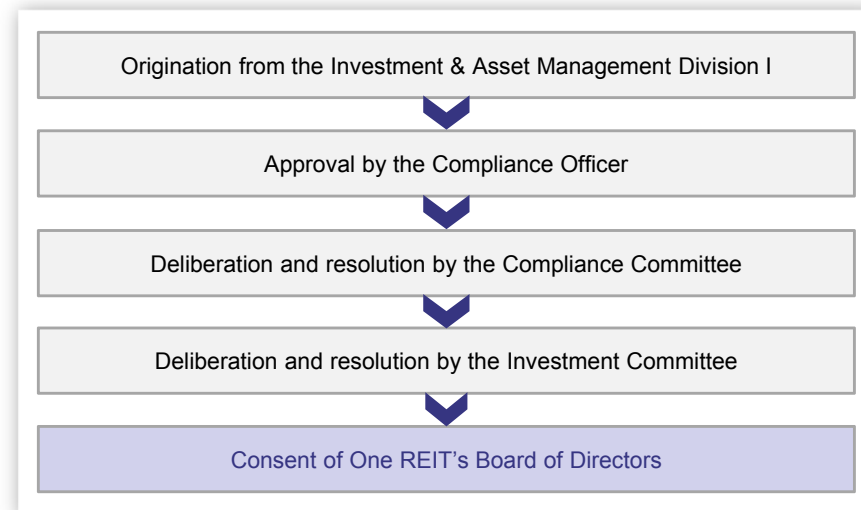 Origination from the Investment & Asset Management Division I
Approval by the Compliance Officer
Deliberation and resolution by the Compliance Committee
Deliberation and resolution by the Investment Committee
Consent of One REIT’s Board of Directors